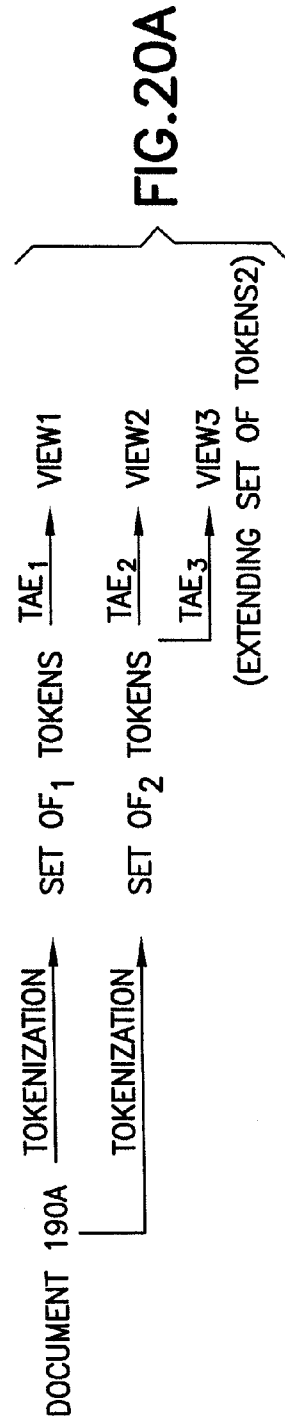 DOCUMENT 190A TOKENIZATION SET OF1 TOKENS TAE1 VIEW1
TOKENIZATION SET OF2 TOKENS TAE2 VIEW2
TAE3 VIEW3
(EXTENDING SET OF TOKENS2)
FIG.20A